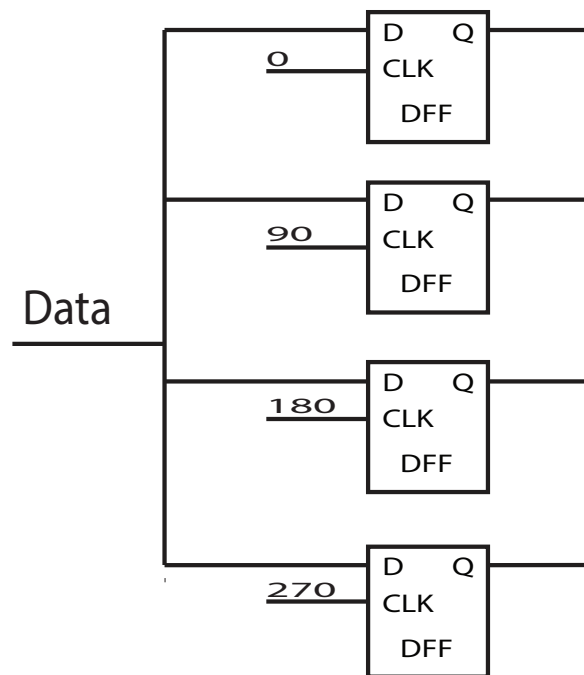 D Q
0
CLK
DFF
D Q
90
CLK
DFF
Data
D Q
180
CLK
DFF
D Q
270
CLK
DFF